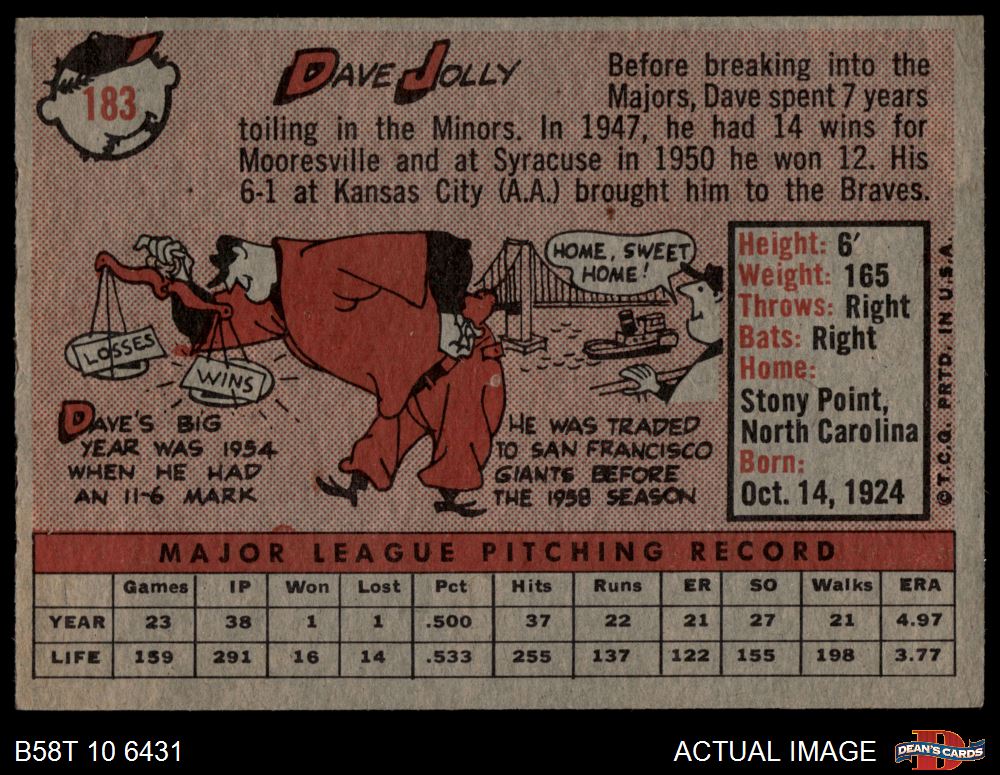 183
DAVE JOLLY
Before breaking into the
Majors, Dave spent 7 years
toiling in the Minors. In 1947, he had 14 wins for
Mooresville and at Syracuse in 1950 he won 12. His
6-1 at Kansas City (A.A.) brought him to the Braves.
LOSSES
WINS
DAVE'S BIG
YEAR WAS 1954
WHEN HE HAD
AN 11-6 MARK
HOME, SWEET
HOME!
HE WAS TRADED
TO SAN FRANCISCO
GIANTS BEFORE
THE 1958 SEASON
Height: 6'
Weight: 165
Throws: Right
Bats: Right
Home:
Stony Point,
North Carolina
Born:
Oct. 14, 1924
© T.C.G. PRTD. IN U.S.A.
MAJOR LEAGUE PITCHING RECORD
Games IP Won Lost Pct Hits Runs ER SO Walks ERA
YEAR 23 38 1 1 .500 37 22 21 27 21 4.97
LIFE 159 291 16 14 .533 255 137 122 155 198 3.77
B58T 10 6431
ACTUAL IMAGE
D
DEAN'S CARDS